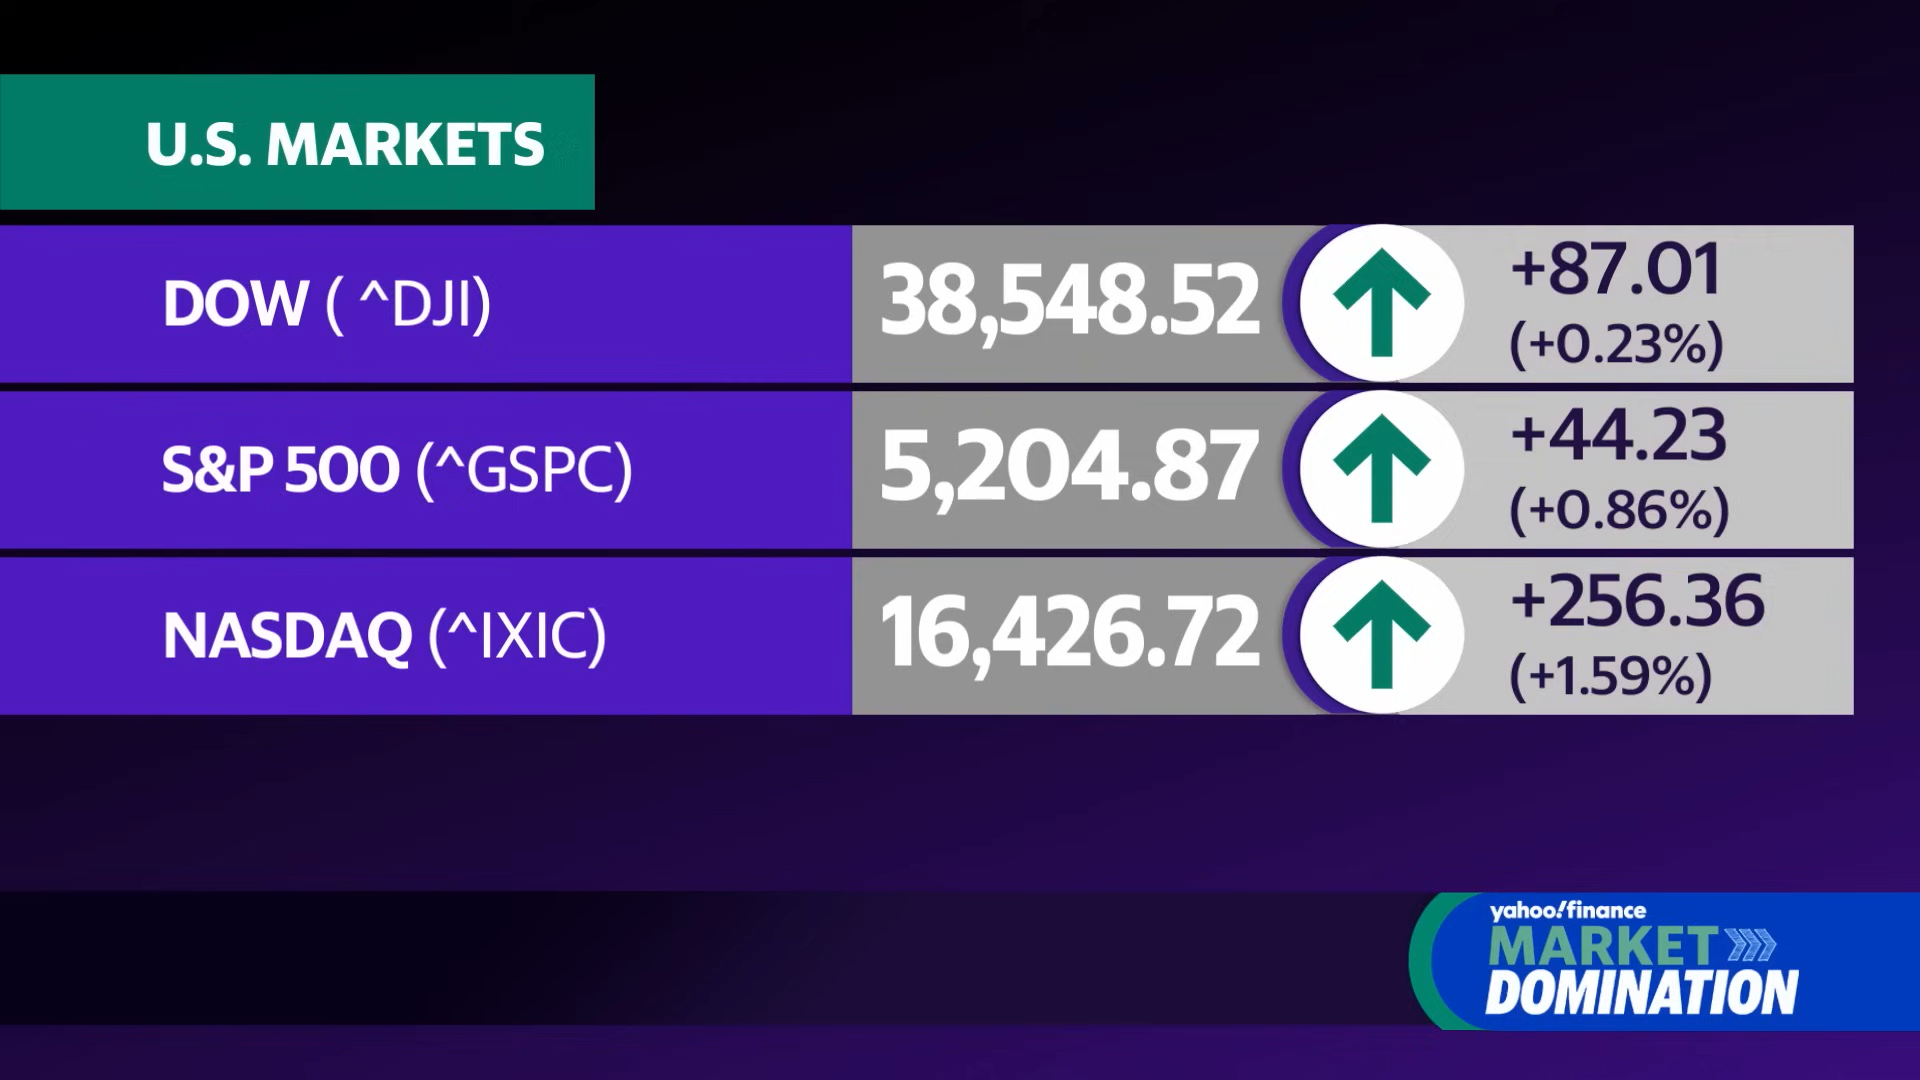 U.S. MARKETS
DOW ( ^DJI) 38,548.52 +87.01
(+0.23%)
S&P 500 (^GSPC) 5,204.87 +44.23
(+0.86%)
NASDAQ (^IXIC) 16,426.72 +256.36
(+1.59%)
yahoo!finance
MARKET
DOMINATION